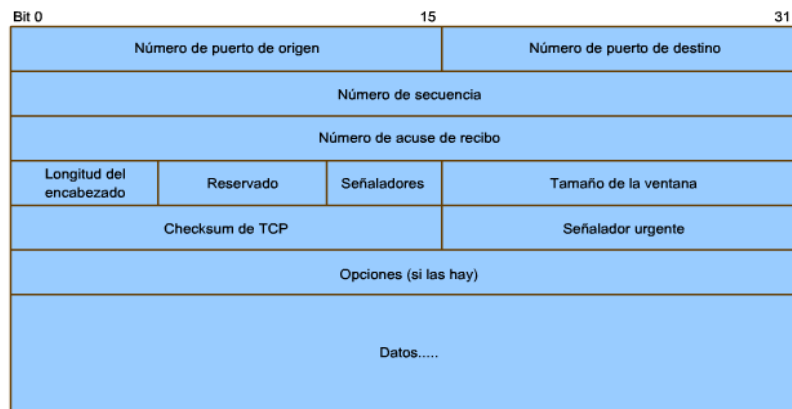 Bit 0 15 31
Número de puerto de origen Número de puerto de destino
Número de secuencia
Número de acuse de recibo
Longitud del
encabezado
Reservado
Señaladores
Tamaño de la ventana
Checksum de TCP Señalador urgente
Opciones (si las hay)
Datos.....